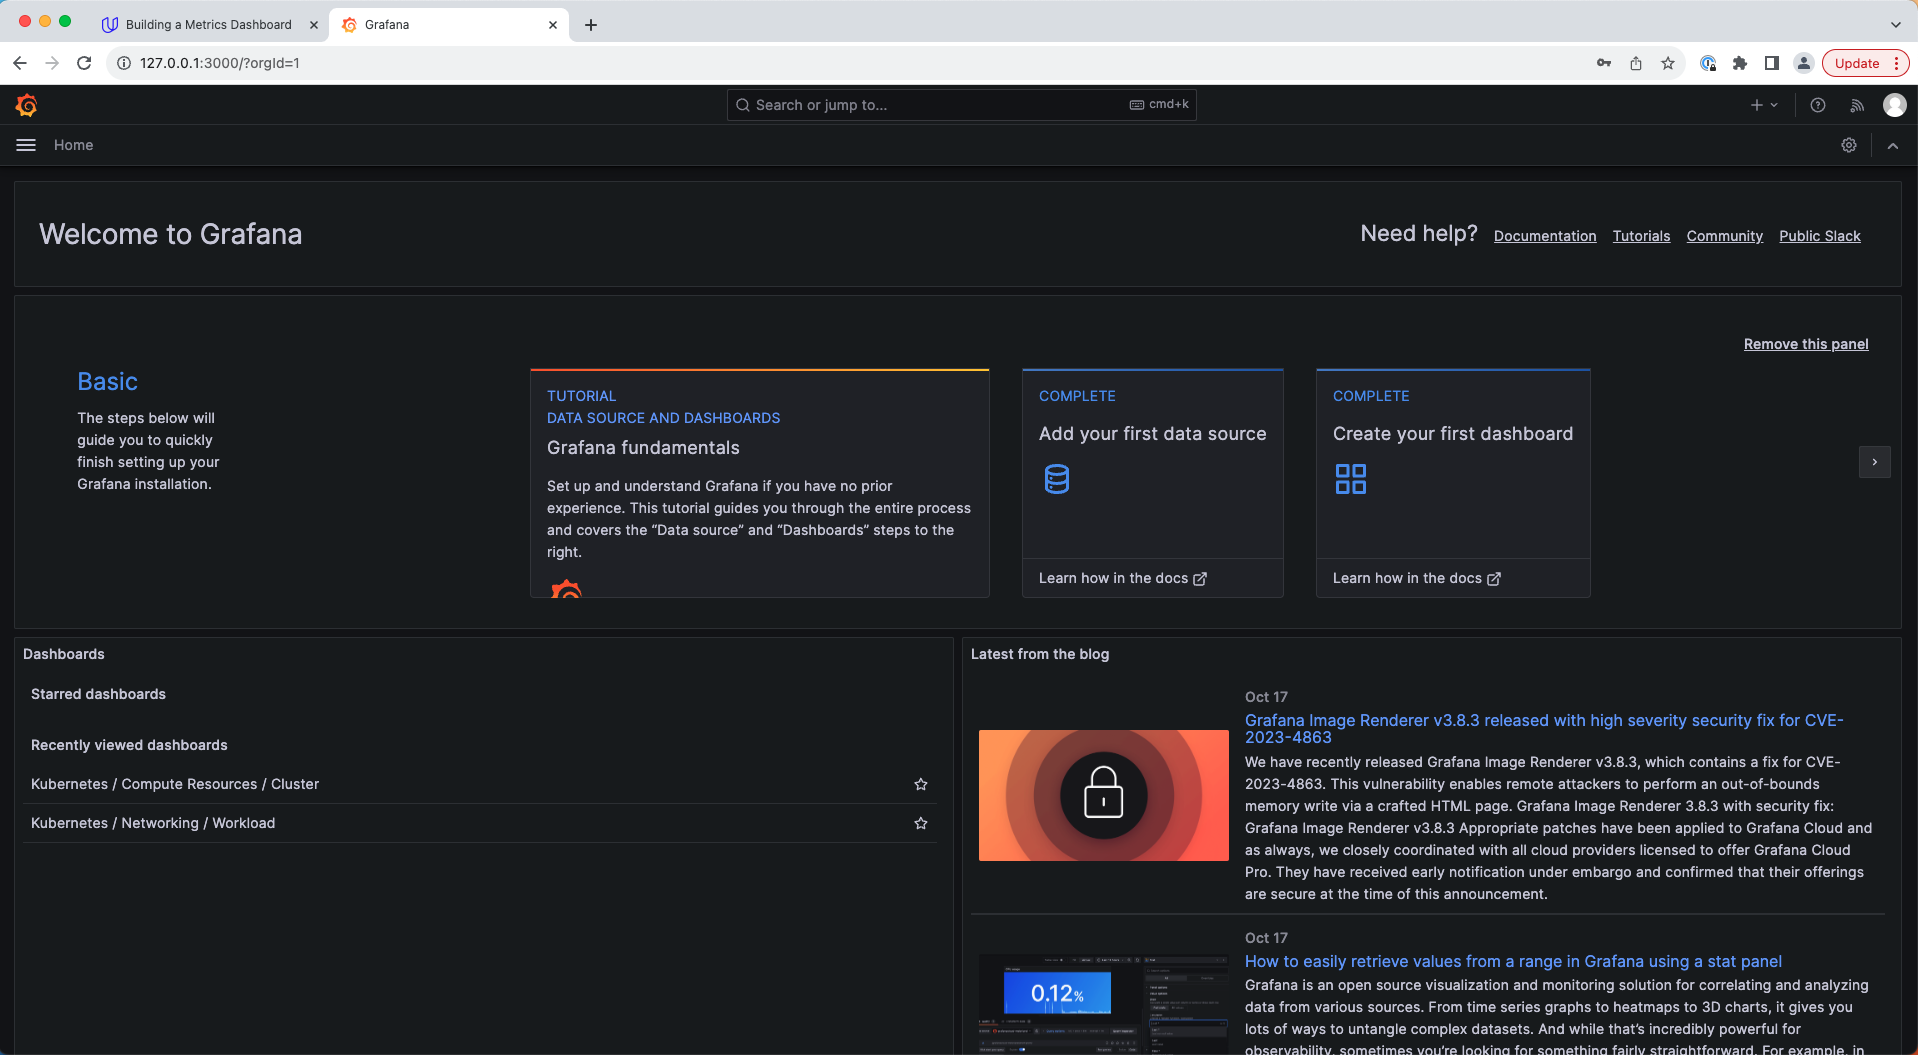 Building a Metrics Dashboard
Grafana
127.0.0.1:3000/?orgId=1
Update
Search or jump to...
cmd+k
Home
Welcome to Grafana
Need help?
Documentation
Tutorials
Community
Public Slack
Remove this panel
Basic
The steps below will
guide you to quickly
finish setting up your
Grafana installation.
TUTORIAL
DATA SOURCE AND DASHBOARDS
Grafana fundamentals
Set up and understand Grafana if you have no prior
experience. This tutorial guides you through the entire process
and covers the “Data source” and “Dashboards” steps to the
right.
COMPLETE
Add your first data source
Learn how in the docs
COMPLETE
Create your first dashboard
Learn how in the docs
Dashboards
Starred dashboards
Recently viewed dashboards
Kubernetes / Compute Resources / Cluster
Kubernetes / Networking / Workload
Latest from the blog
Oct 17
Grafana Image Renderer v3.8.3 released with high severity security fix for CVE-
2023-4863
We have recently released Grafana Image Renderer v3.8.3, which contains a fix for CVE-
2023-4863. This vulnerability enables remote attackers to perform an out-of-bounds
memory write via a crafted HTML page. Grafana Image Renderer 3.8.3 with security fix:
Grafana Image Renderer v3.8.3 Appropriate patches have been applied to Grafana Cloud and
as always, we closely coordinated with all cloud providers licensed to offer Grafana Cloud
Pro. They have received early notification under embargo and confirmed that their offerings
are secure at the time of this announcement.
Oct 17
How to easily retrieve values from a range in Grafana using a stat panel
0.12%
Grafana is an open source visualization and monitoring solution for correlating and analyzing
data from various sources. From time series graphs to heatmaps to 3D charts, it gives you
lots of ways to untangle complex datasets. And while that’s incredibly powerful for
observability, sometimes you’re looking for something fairly straightforward. For example, in